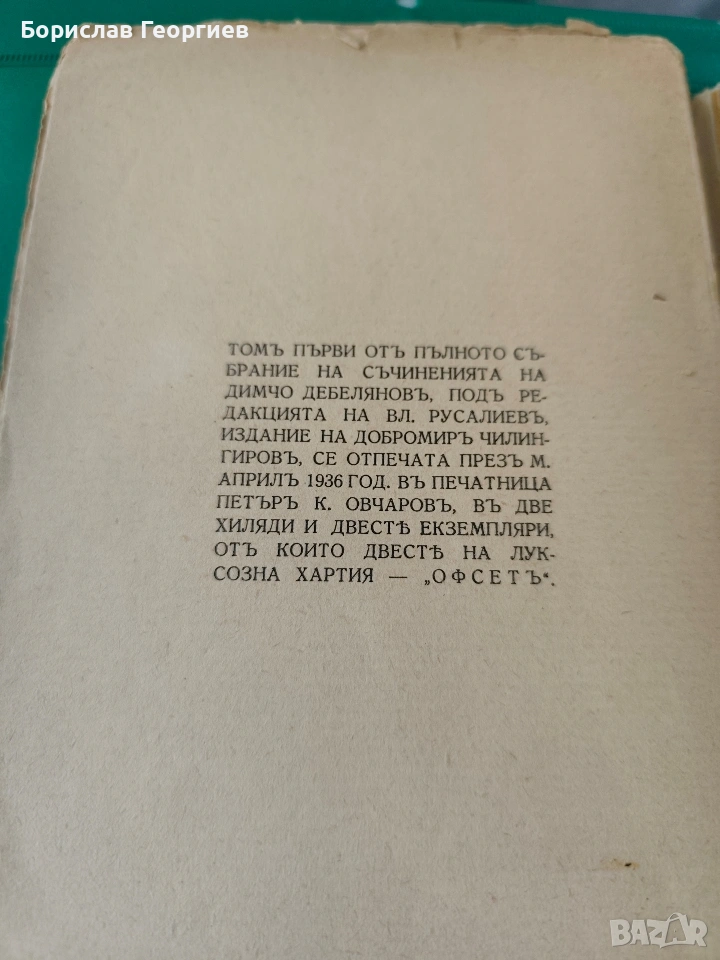 Борислав Георгиев
ТОМЪ ПЪРВИ ОТЪ ПЪЛНОТО СЪ-
БРАНИЕ НА СЪЧИНЕНИЯТА НА
ДИМЧО ДЕБЕЛЯНОВЪ, ПОДЪ РЕ-
ДАКЦИЯТА НА ВЛ. РУСАЛИЕВЪ,
ИЗДАНИЕ НА ДОБРОМИРЪ ЧИЛИН-
ГИРОВЪ, СЕ ОТПЕЧАТА ПРЕЗЪ М.
АПРИЛЪ 1936 ГОД. ВЪ ПЕЧАТНИЦА
ПЕТЪРЪ К. ОВЧАРОВЪ, ВЪ ДВЕ
ХИЛЯДИ И ДВЕСТѢ ЕКЗЕМПЛЯРИ,
ОТЪ КОИТО ДВЕСТѢ НА ЛУК-
СОЗНА ХАРТИЯ — „ОФСЕТЪ“.
BAZAR